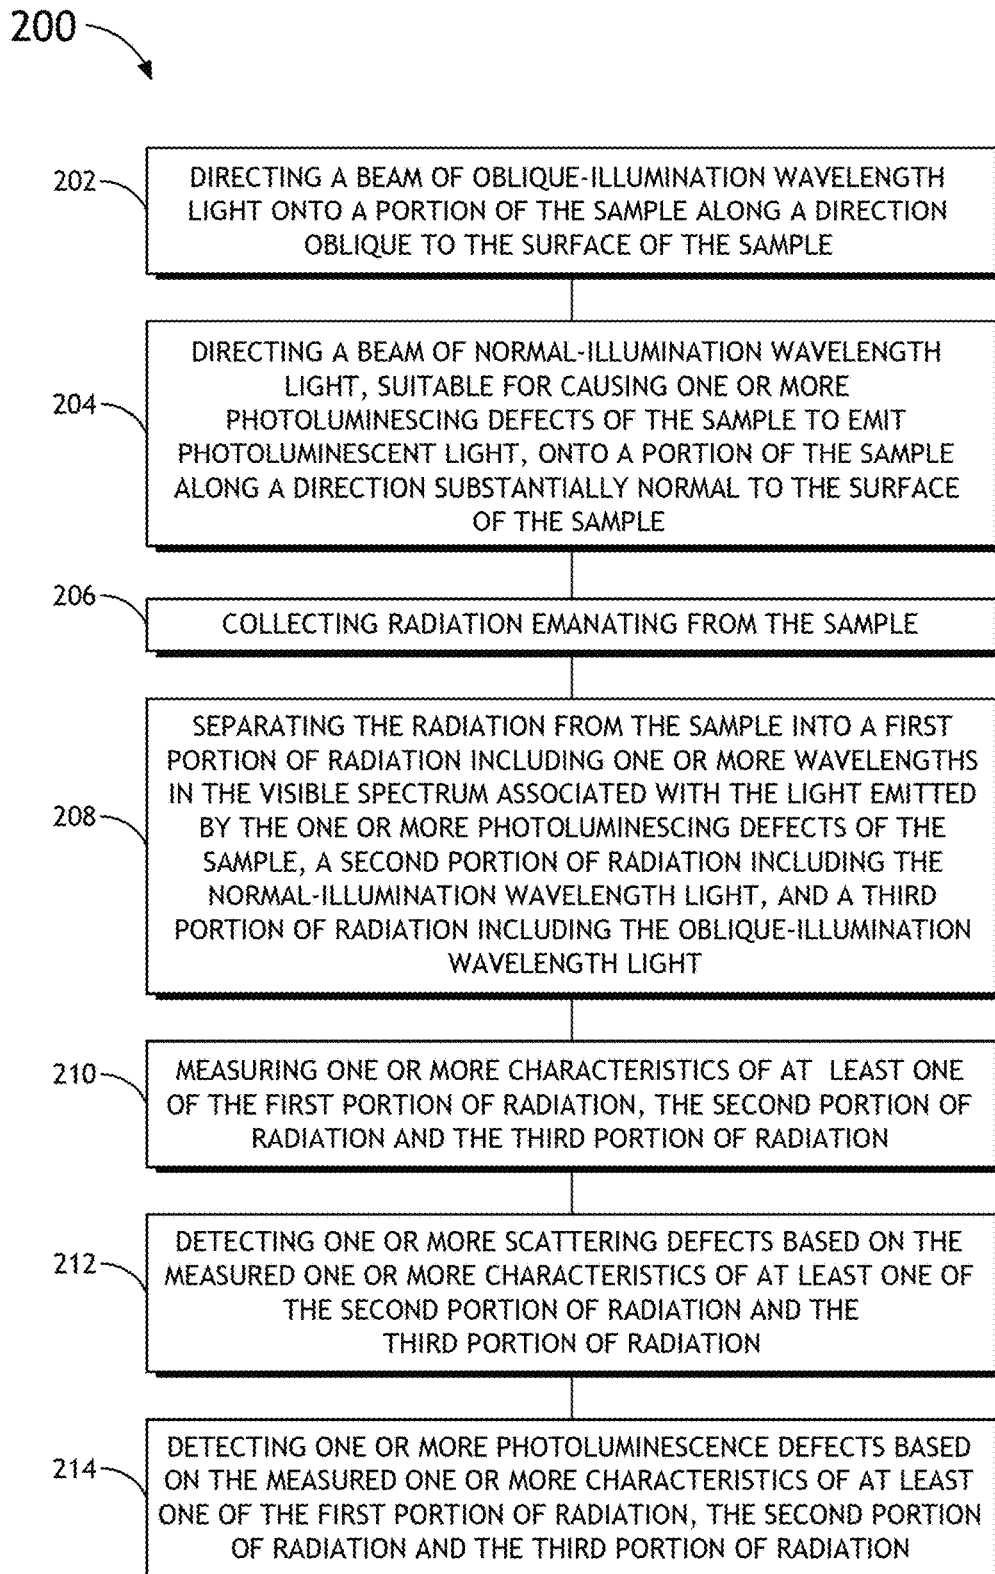 200
202
DIRECTING A BEAM OF OBLIQUE-ILLUMINATION WAVELENGTH
LIGHT ONTO A PORTION OF THE SAMPLE ALONG A DIRECTION
OBLIQUE TO THE SURFACE OF THE SAMPLE
204
DIRECTING A BEAM OF NORMAL-ILLUMINATION WAVELENGTH
LIGHT, SUITABLE FOR CAUSING ONE OR MORE
PHOTOLUMINESCING DEFECTS OF THE SAMPLE TO EMIT
PHOTOLUMINESCENT LIGHT, ONTO A PORTION OF THE SAMPLE
ALONG A DIRECTION SUBSTANTIALLY NORMAL TO THE SURFACE
OF THE SAMPLE
206
COLLECTING RADIATION EMANATING FROM THE SAMPLE
208
SEPARATING THE RADIATION FROM THE SAMPLE INTO A FIRST
PORTION OF RADIATION INCLUDING ONE OR MORE WAVELENGTHS
IN THE VISIBLE SPECTRUM ASSOCIATED WITH THE LIGHT EMITTED
BY THE ONE OR MORE PHOTOLUMINESCING DEFECTS OF THE
SAMPLE, A SECOND PORTION OF RADIATION INCLUDING THE
NORMAL-ILLUMINATION WAVELENGTH LIGHT, AND A THIRD
PORTION OF RADIATION INCLUDING THE OBLIQUE-ILLUMINATION
WAVELENGTH LIGHT
210
MEASURING ONE OR MORE CHARACTERISTICS OF AT LEAST ONE
OF THE FIRST PORTION OF RADIATION, THE SECOND PORTION OF
RADIATION AND THE THIRD PORTION OF RADIATION
212
DETECTING ONE OR MORE SCATTERING DEFECTS BASED ON THE
MEASURED ONE OR MORE CHARACTERISTICS OF AT LEAST ONE OF
THE SECOND PORTION OF RADIATION AND THE
THIRD PORTION OF RADIATION
214
DETECTING ONE OR MORE PHOTOLUMINESCENCE DEFECTS BASED
ON THE MEASURED ONE OR MORE CHARACTERISTICS OF AT LEAST
ONE OF THE FIRST PORTION OF RADIATION, THE SECOND PORTION
OF RADIATION AND THE THIRD PORTION OF RADIATION